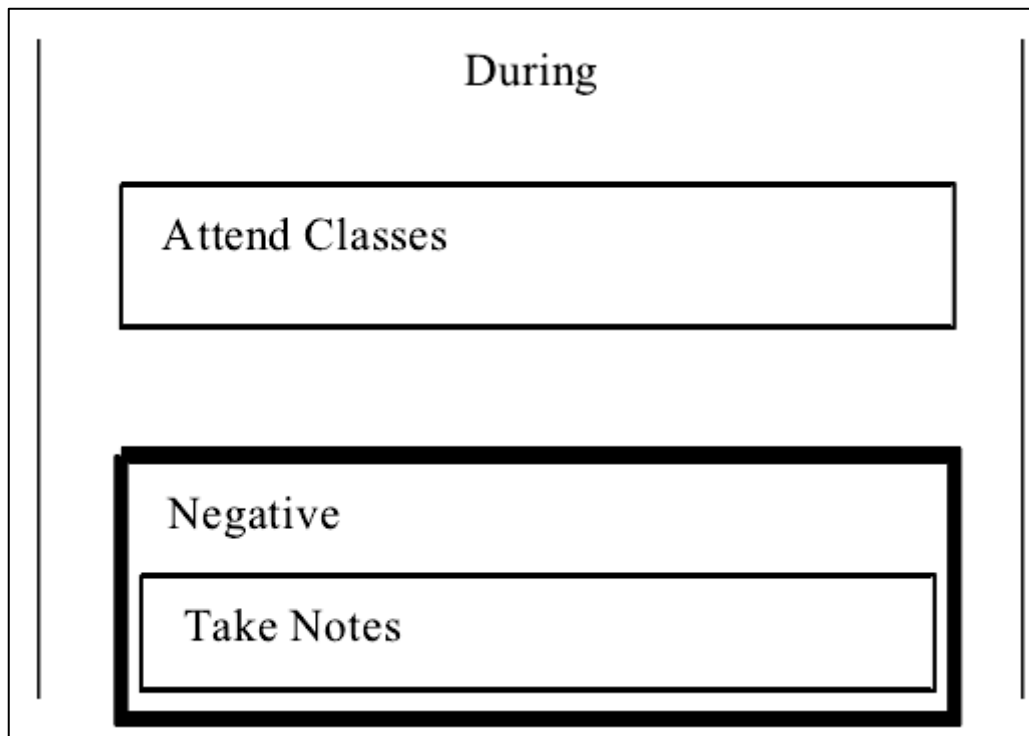 During
Attend Classes
Negative
Take Notes